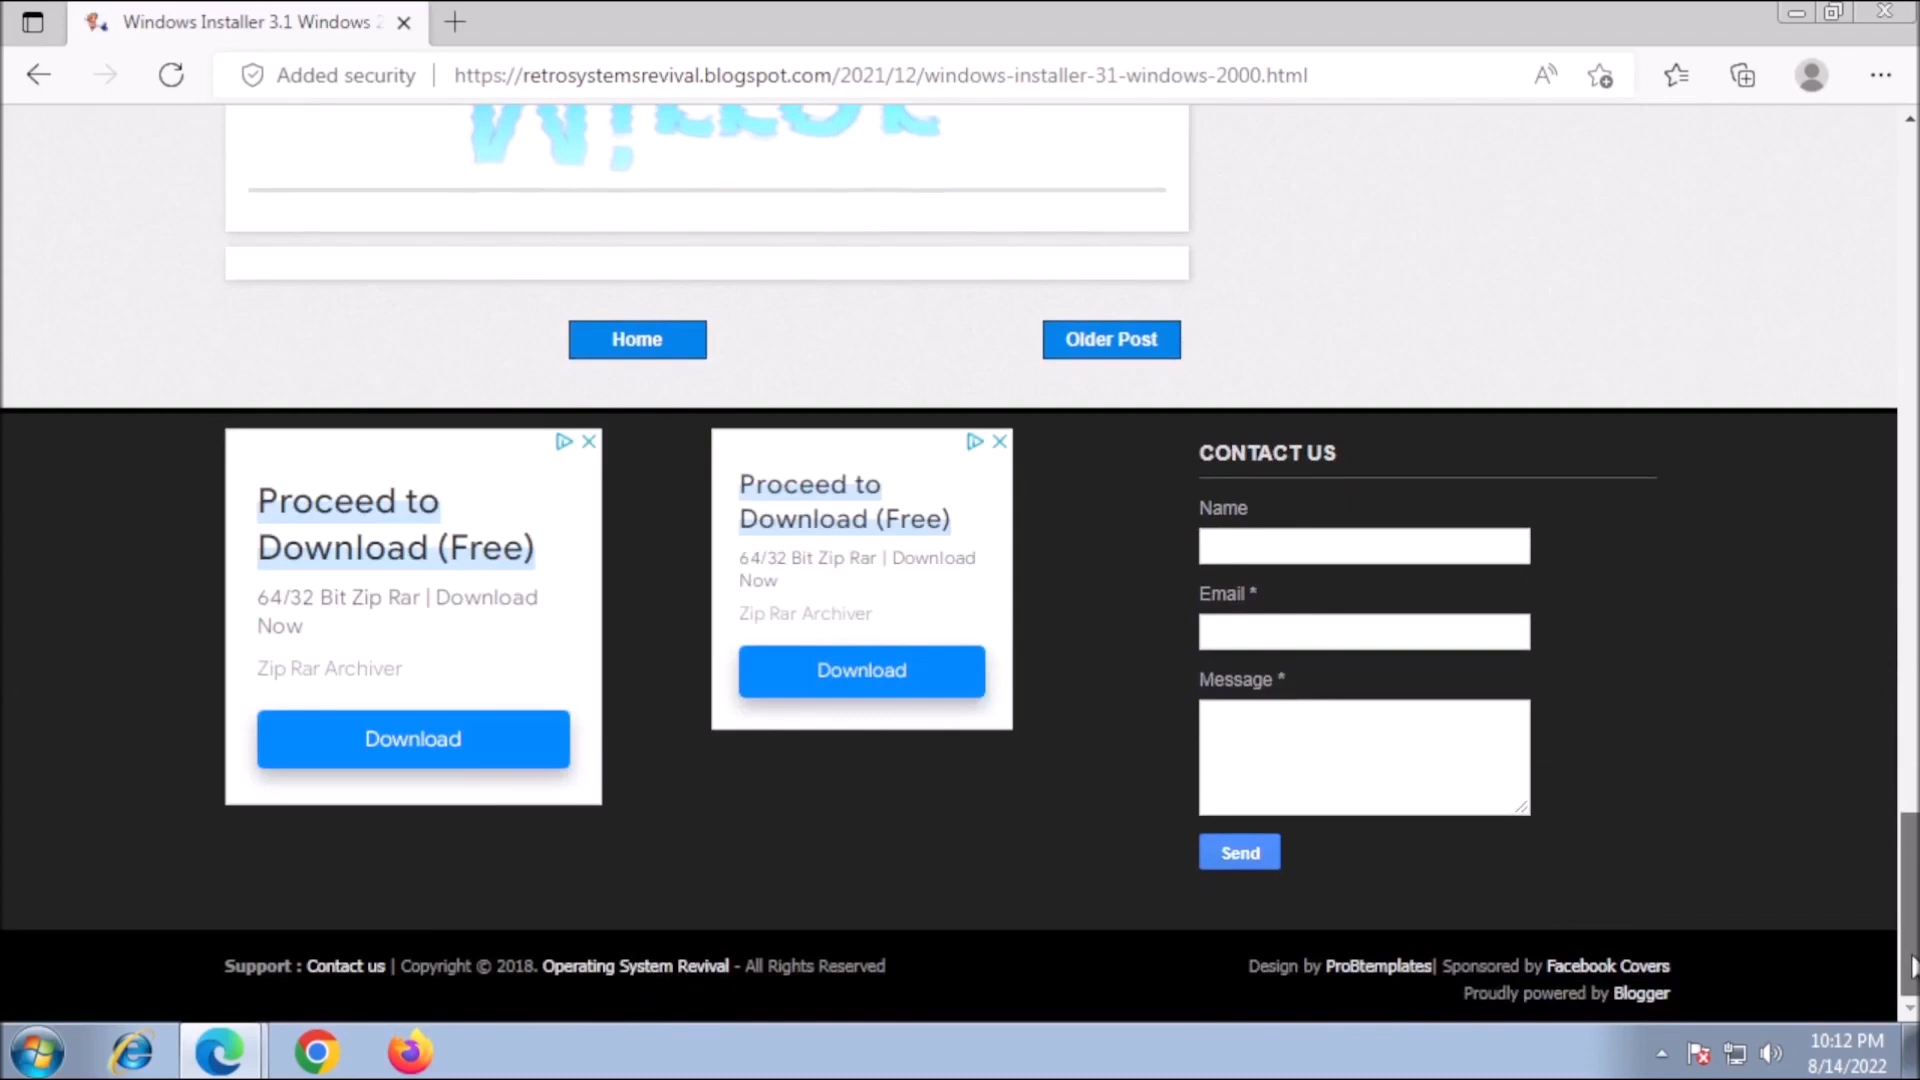 Windows Installer 3.1 Windows 2
Added security
https://retrosystemsrevival.blogspot.com/2021/12/windows-installer-31-windows-2000.html
Home
Older Post
Proceed to
Download (Free)
64/32 Bit Zip Rar | Download
Now
Zip Rar Archiver
Download
Proceed to
Download (Free)
64/32 Bit Zip Rar | Download
Now
Zip Rar Archiver
Download
CONTACT US
Name
Email *
Message *
Send
Support : Contact us | Copyright © 2018. Operating System Revival - All Rights Reserved
Design by ProBtemplates| Sponsored by Facebook Covers
Proudly powered by Blogger
10:12 PM
8/14/2022